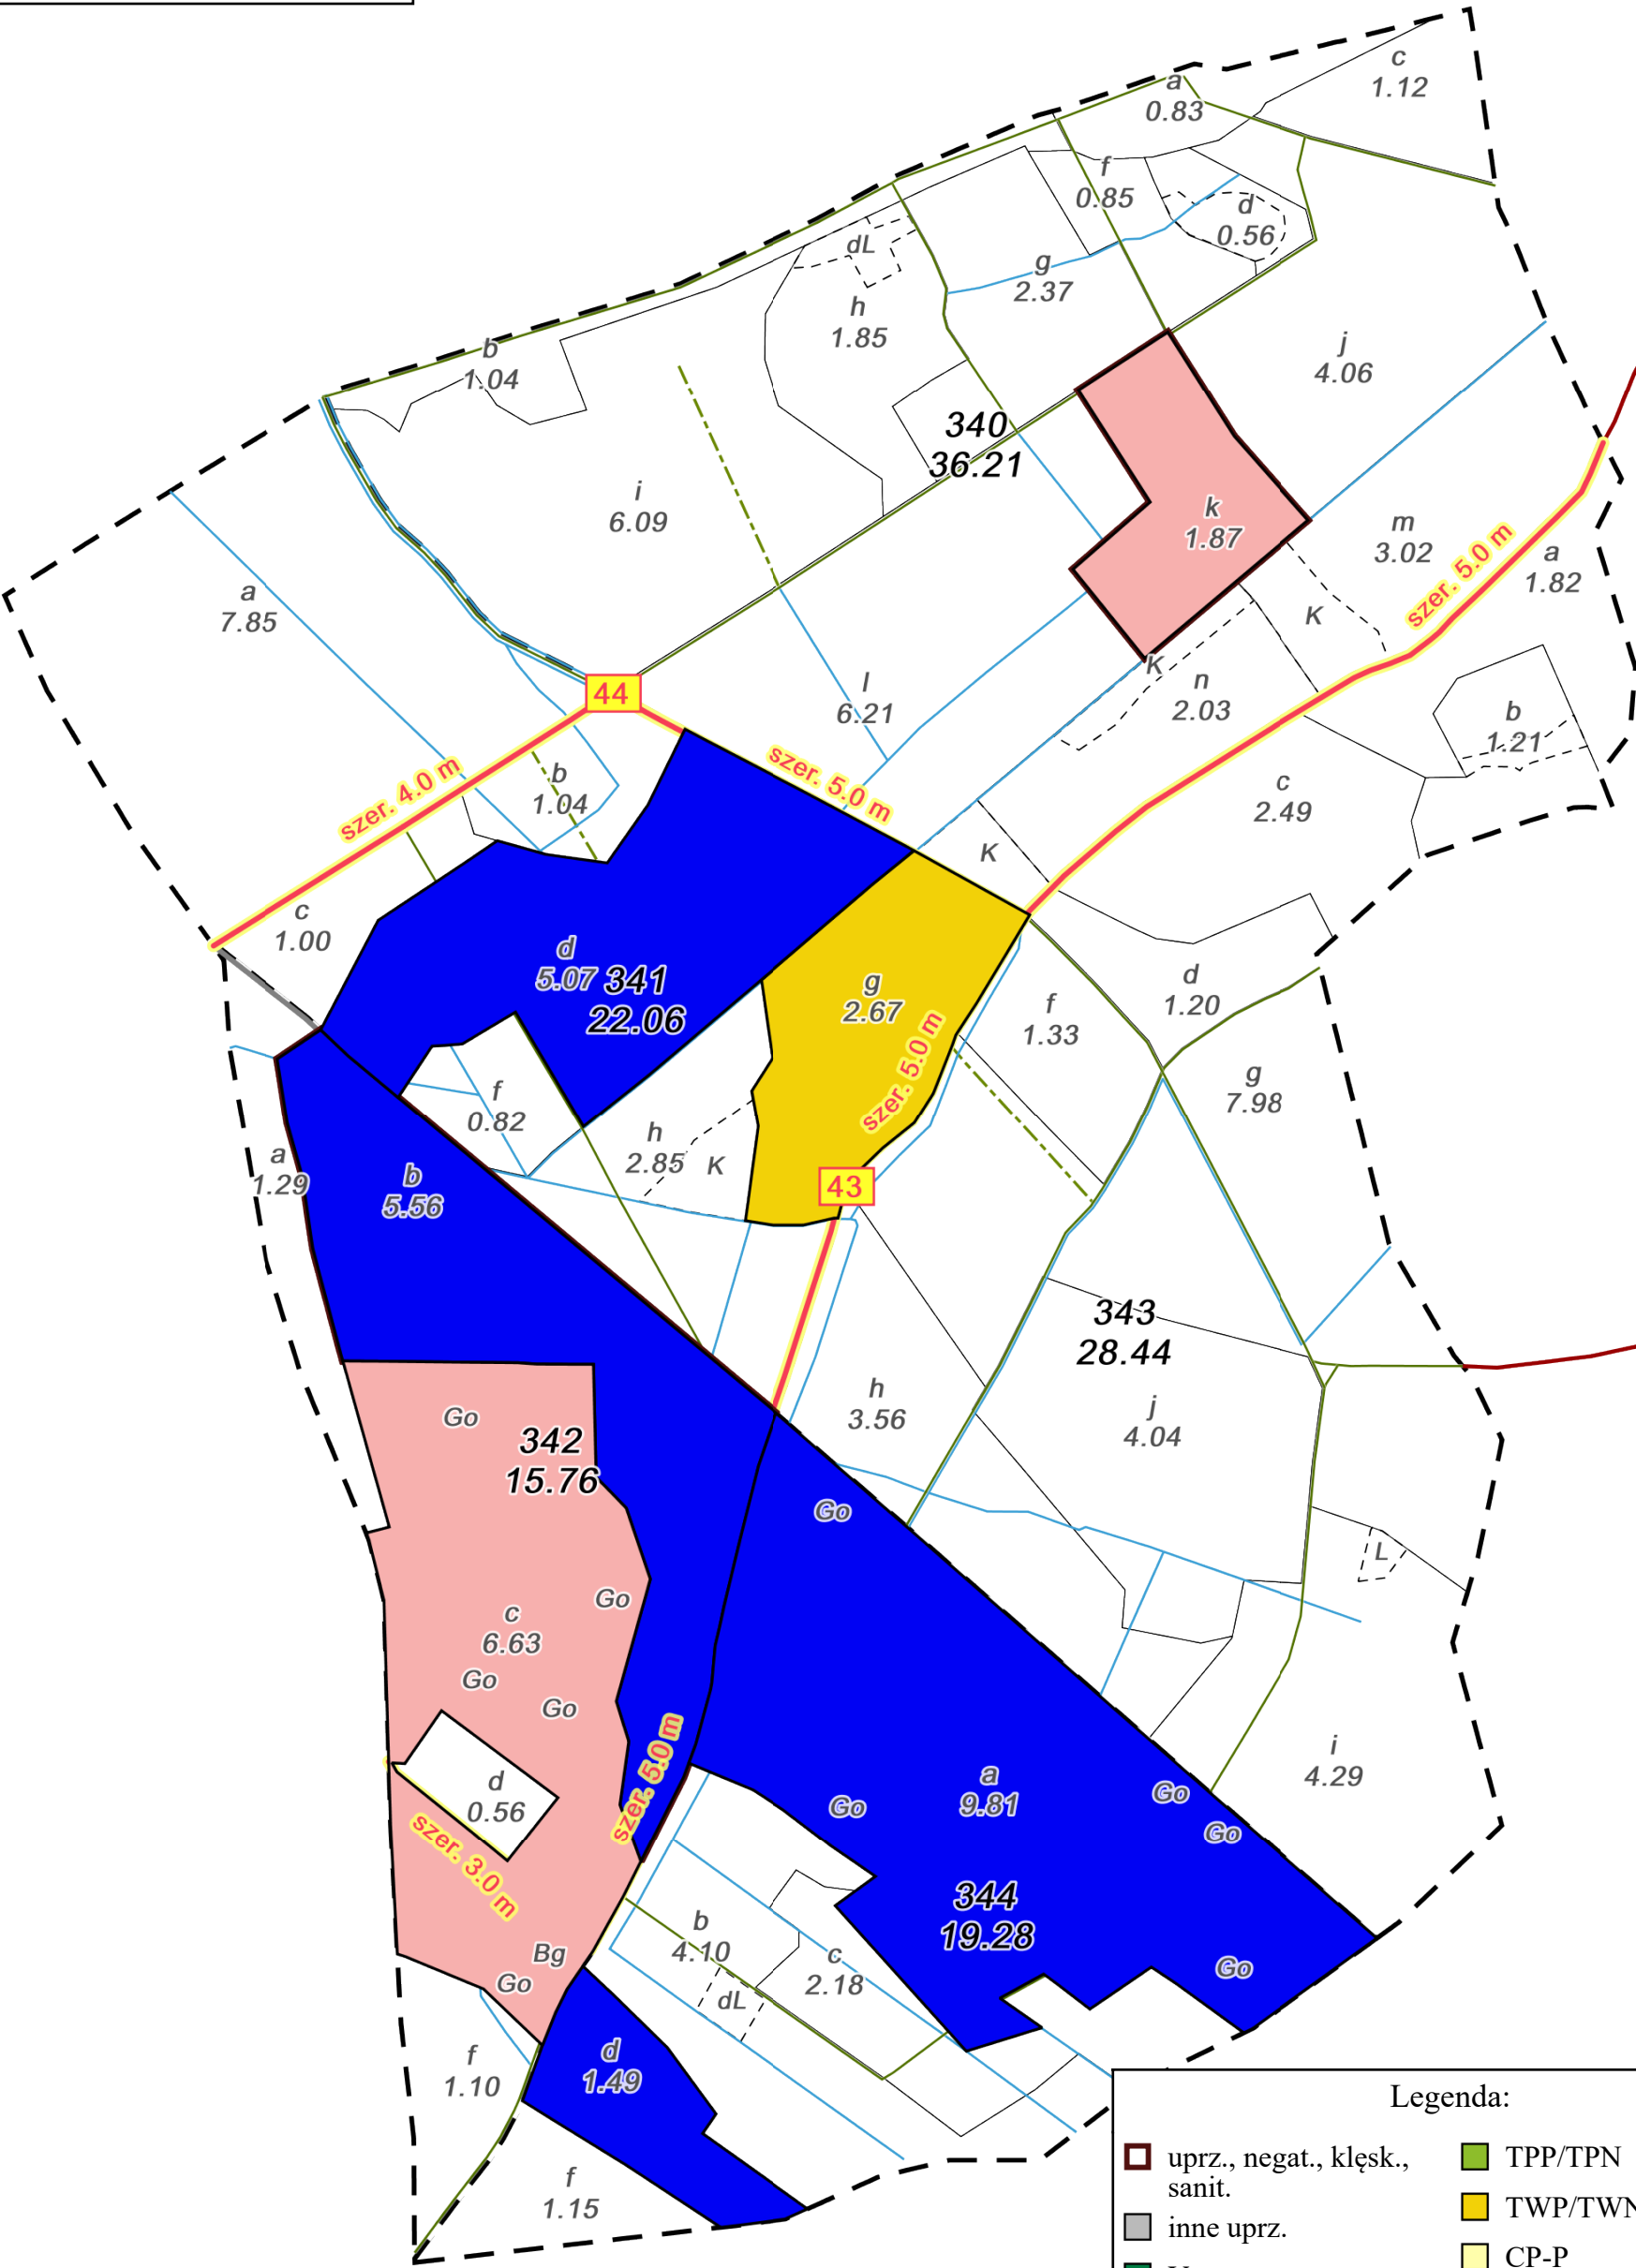 c
1.12
a
0.83
f
0.85
d
0.56
dL
g
2.37
h
1.85
b
1.04
j
4.06
340
36.21
i
6.09
k
1.87
m
3.02
szer. 5.0 m
a
1.82
a
7.85
K
K
n
2.03
l
6.21
44
b
1.21
szer. 5.0 m
szer. 4.0 m
b
1.04
c
2.49
K
c
1.00
d
5.07
341
22.06
g
2.67
d
1.20
f
1.33
szer. 5.0 m
g
7.98
f
0.82
h
2.85
K
a
1.29
b
5.56
43
343
28.44
h
3.56
j
4.04
Go
342
15.76
Go
L
Go
c
6.63
Go
Go
szer. 5.0 m
i
4.29
d
0.56
a
9.81
Go
Go
Go
szer. 3.0 m
344
19.28
b
4.10
c
2.18
Bg
Go
Go
dL
d
1.49
f
1.10
f
1.15
Legenda:
uprz., negat., klęsk.,
sanit.
TPP/TPN
TWP/TWN
inne uprz.
CP-P